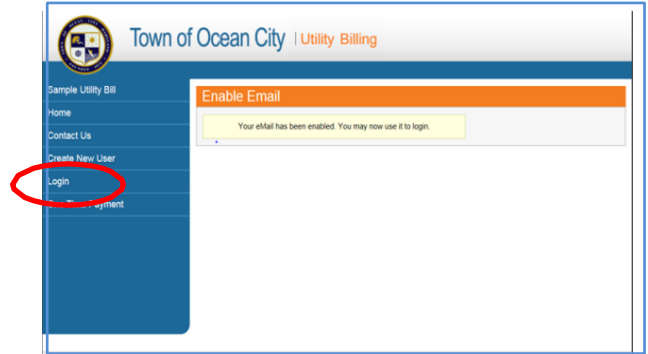 Town of Ocean City | Utility Billing
Sample Utility Bill
Home
Contact Us
Create New User
Login
Payment
Enable Email
Your eMail has been enabled. You may now use it to login.